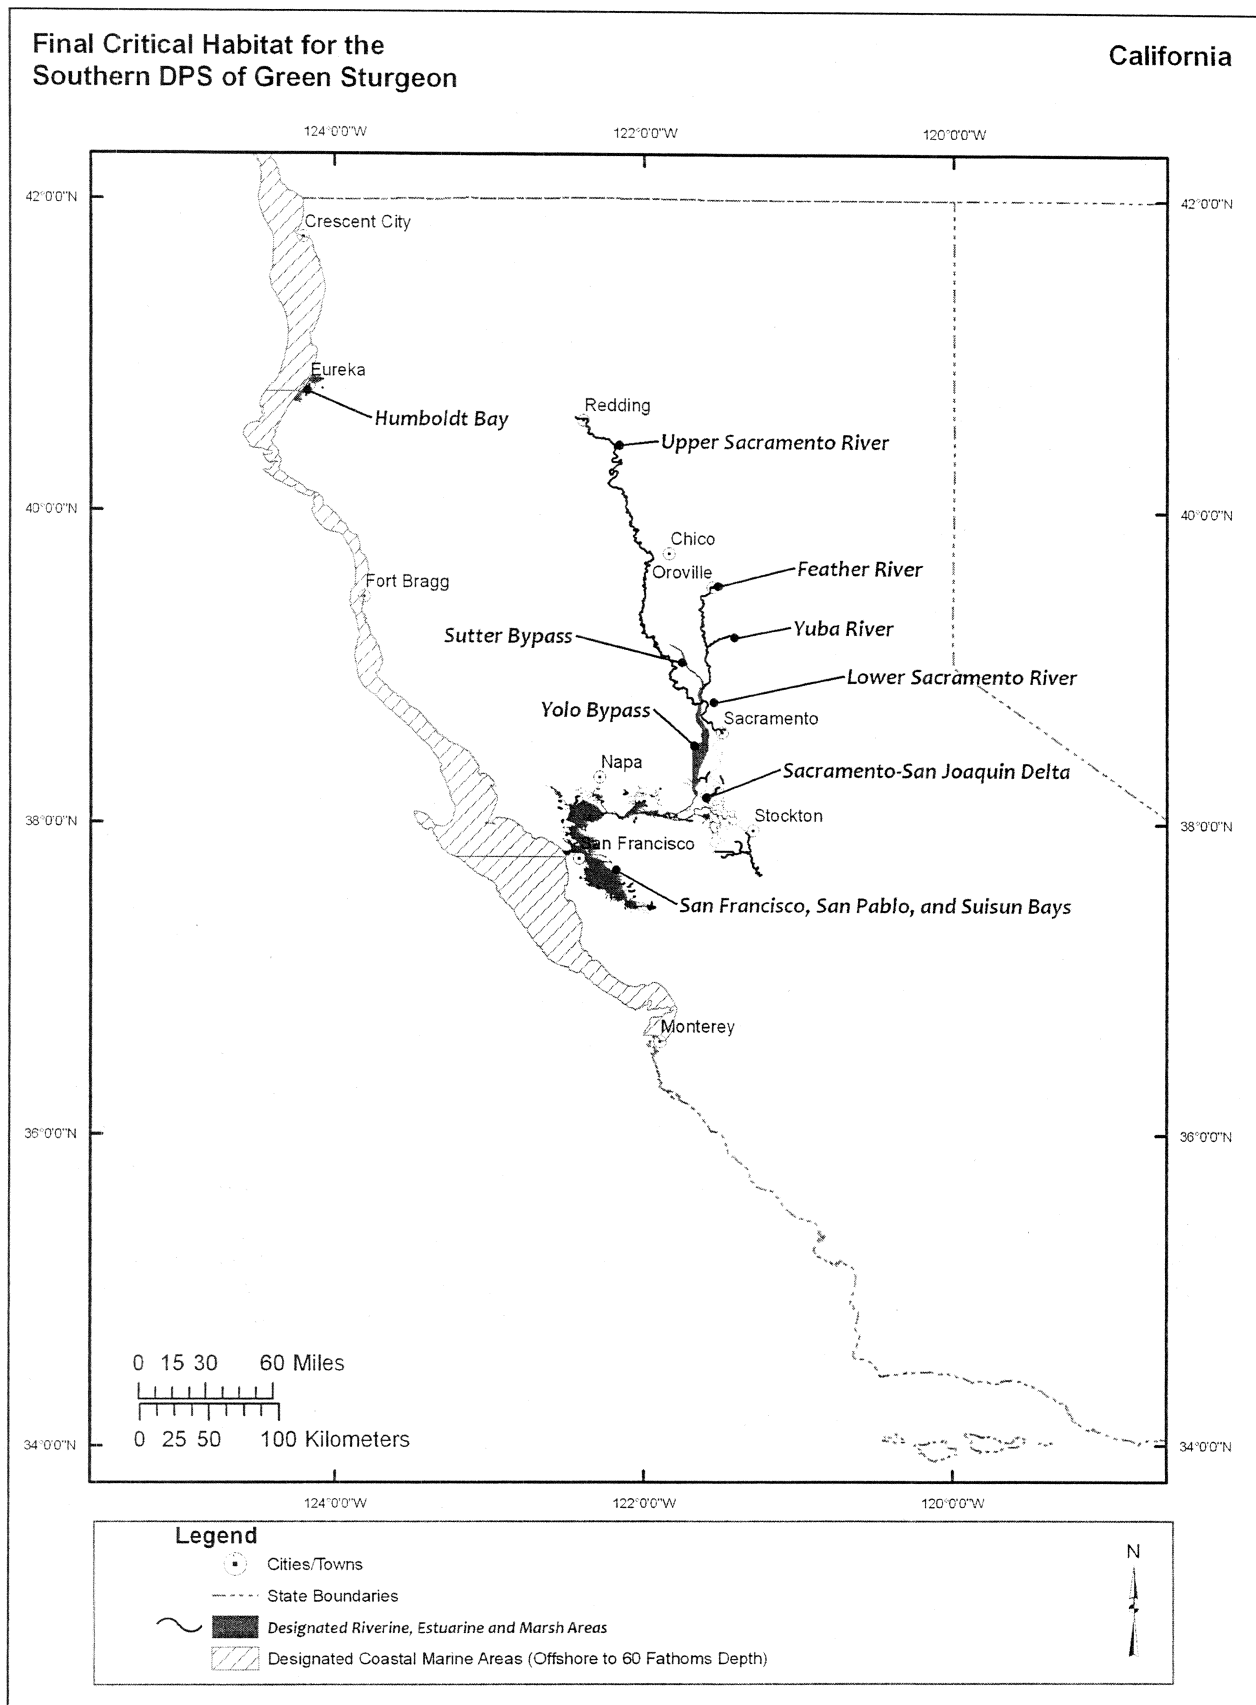 Final Critical Habitat for the
Southern DPS of Green Sturgeon
California
124°0'0"W
122°0'0"W
120°0'0"W
42°0'0"N
42°0'0"N
Crescent City
Eureka
Humboldt Bay
Redding
Upper Sacramento River
40°0'0"N
40°0'0"N
Chico
Oroville
Feather River
Fort Bragg
Yuba River
Sutter Bypass
Lower Sacramento River
Yolo Bypass
Sacramento
Napa
Sacramento-San Joaquin Delta
Stockton
38°0'0"N
38°0'0"N
San Francisco
San Francisco, San Pablo, and Suisun Bays
Monterey
36°0'0"N
36°0'0"N
0 15 30 60 Miles
0 25 50 100 Kilometers
34°0'0"N
34°0'0"N
124°0'0"W
122°0'0"W
120°0'0"W
Legend
Cities/Towns
State Boundaries
Designated Riverine, Estuarine and Marsh Areas
Designated Coastal Marine Areas (Offshore to 60 Fathoms Depth)
N